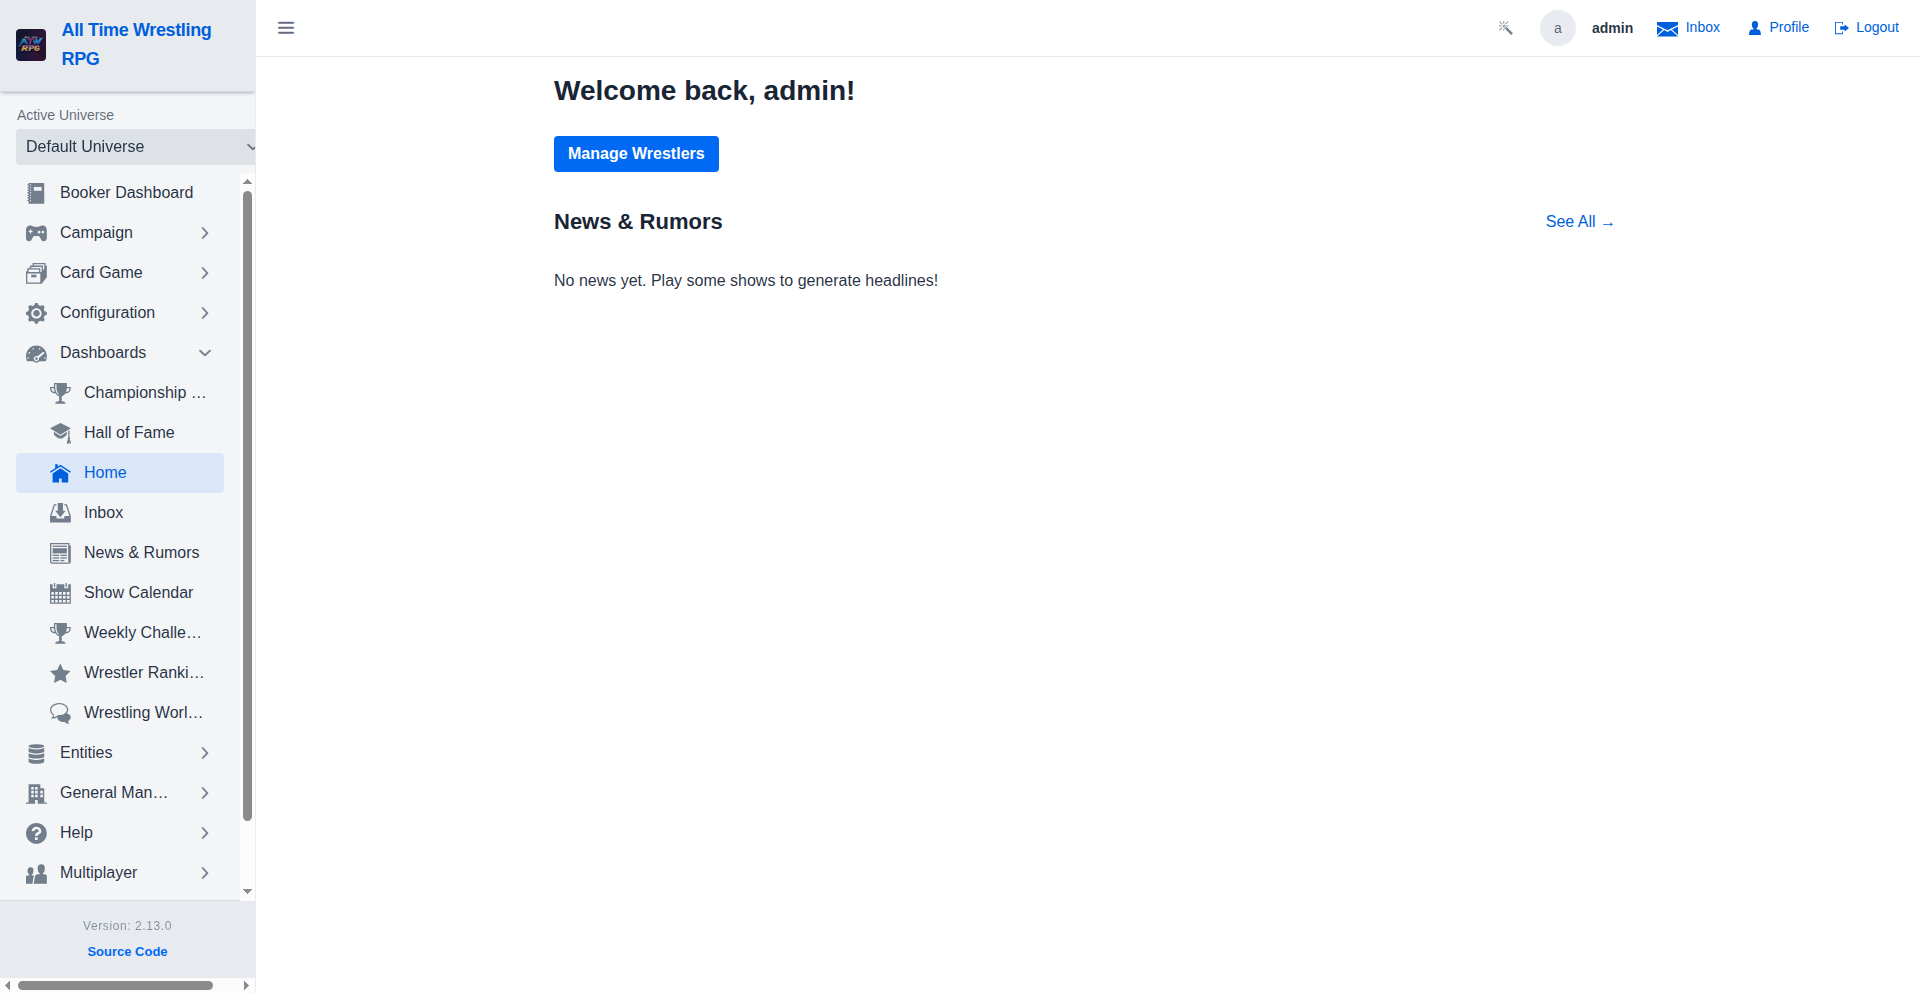 All Time Wrestling
RPG
a
admin
Inbox
Profile
Logout
Active Universe
Default Universe
Booker Dashboard
Campaign
Card Game
Configuration
Dashboards
Championship …
Hall of Fame
Home
Inbox
News & Rumors
Show Calendar
Weekly Challe…
Wrestler Ranki…
Wrestling Worl…
Entities
General Man…
Help
Multiplayer
Version: 2.13.0
Source Code
Welcome back, admin!
Manage Wrestlers
News & Rumors
See All →
No news yet. Play some shows to generate headlines!